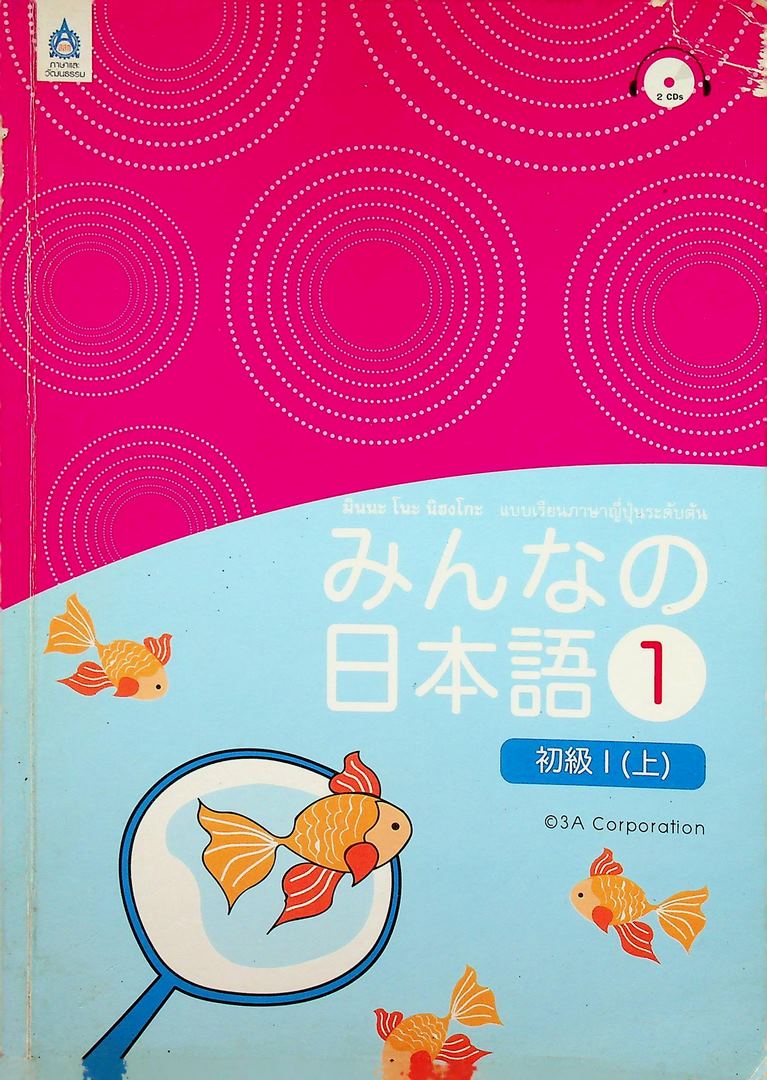 สสท
ภาษาและ
วัฒนธรรม
2 CDs
มินนะ โนะ นิฮงโกะ แบบเรียนภาษาญี่ปุ่นระดับต้น
みんなの
日本語 1
初級 I (上)
©3A Corporation